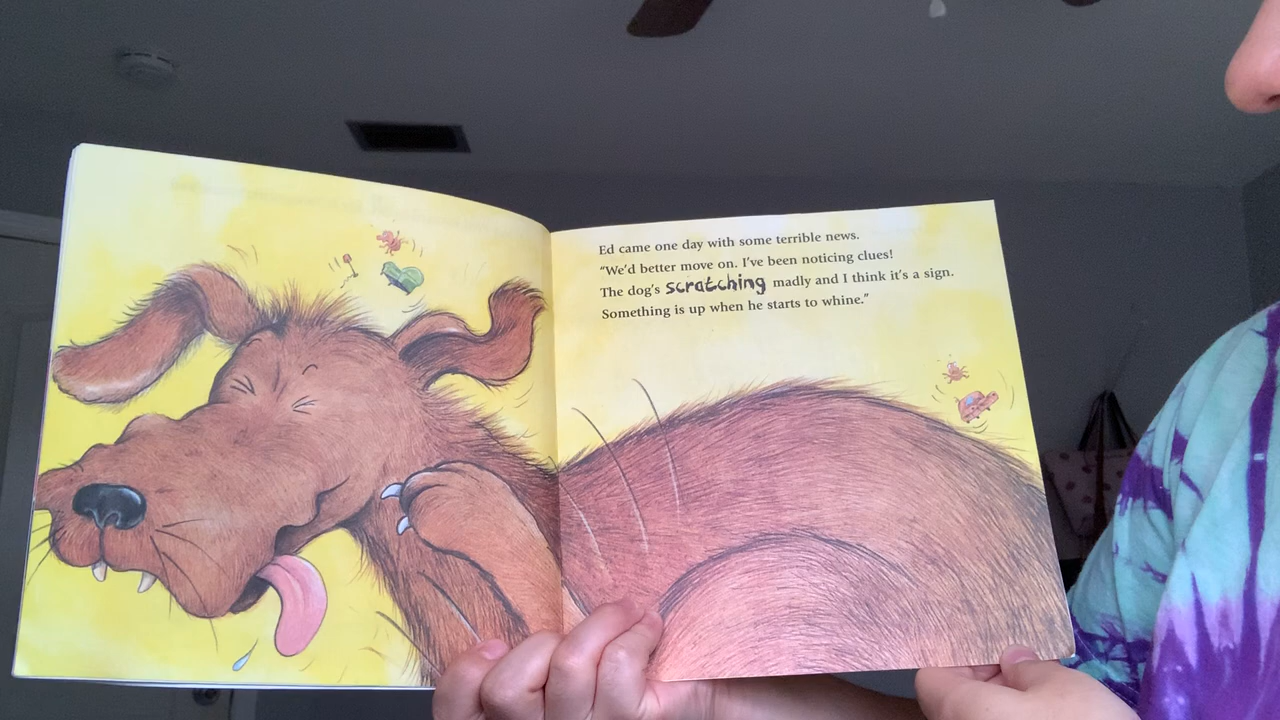 Ed came one day with some terrible news.
“We’d better move on. I’ve been noticing clues!
The dog’s scratching madly and I think it’s a sign.
Something is up when he starts to whine.”